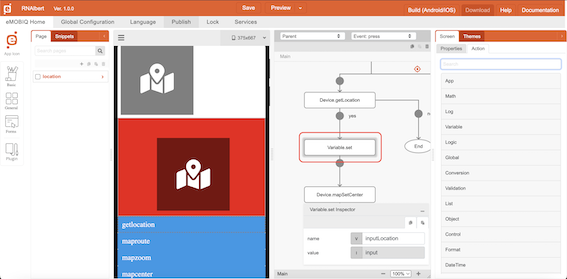 RNAlbert Ver. 1.0.0 Save Preview Build (Android/iOS) Download Help Documentation
eMOBIQ Home Global Configuration Language Publish Lock Services
App Icon
Basic
General
Forms
PlugIn
Page Snippets
location
375x667
Parent Event: press
Main
Device.getLocation
yes
Variable.set
End
Device.mapSetCenter
Variable.set Inspector
name V inputLocation
value I input
Main 100%
getlocation
maproute
mapzoom
mapcenter
Screen Themes
Properties Action
Search
App
Math
Log
Variable
Logic
Global
Conversion
Validation
List
Object
Control
Format
DateTime